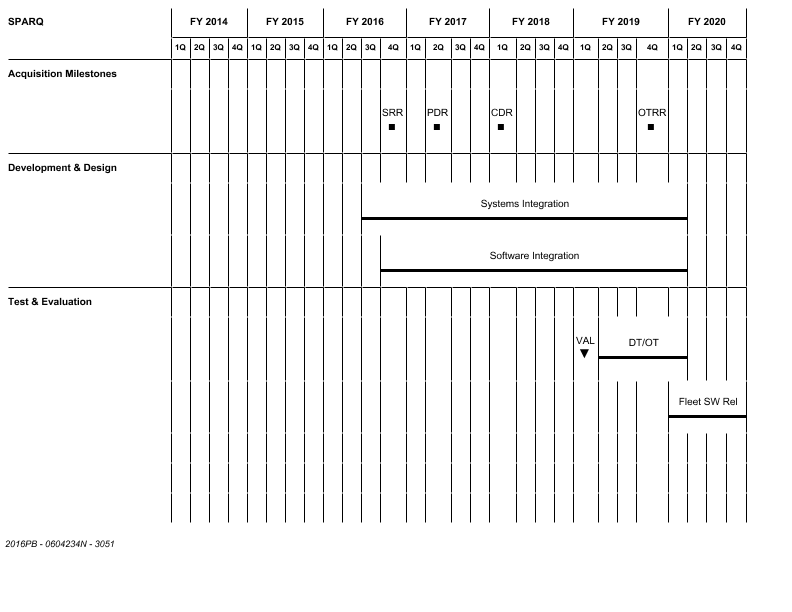 SPARQ FY 2014 FY 2015 FY 2016 FY 2017 FY 2018 FY 2019 FY 2020
1Q 2Q 3Q 4Q 1Q 2Q 3Q 4Q 1Q 2Q 3Q 4Q 1Q 2Q 3Q 4Q 1Q 2Q 3Q 4Q 1Q 2Q 3Q 4Q 1Q 2Q 3Q 4Q
Acquisition Milestones
SRR PDR CDR OTRR
Development & Design
Systems Integration
Software Integration
Test & Evaluation
VAL DT/OT
Fleet SW Rel
2016PB - 0604234N - 3051